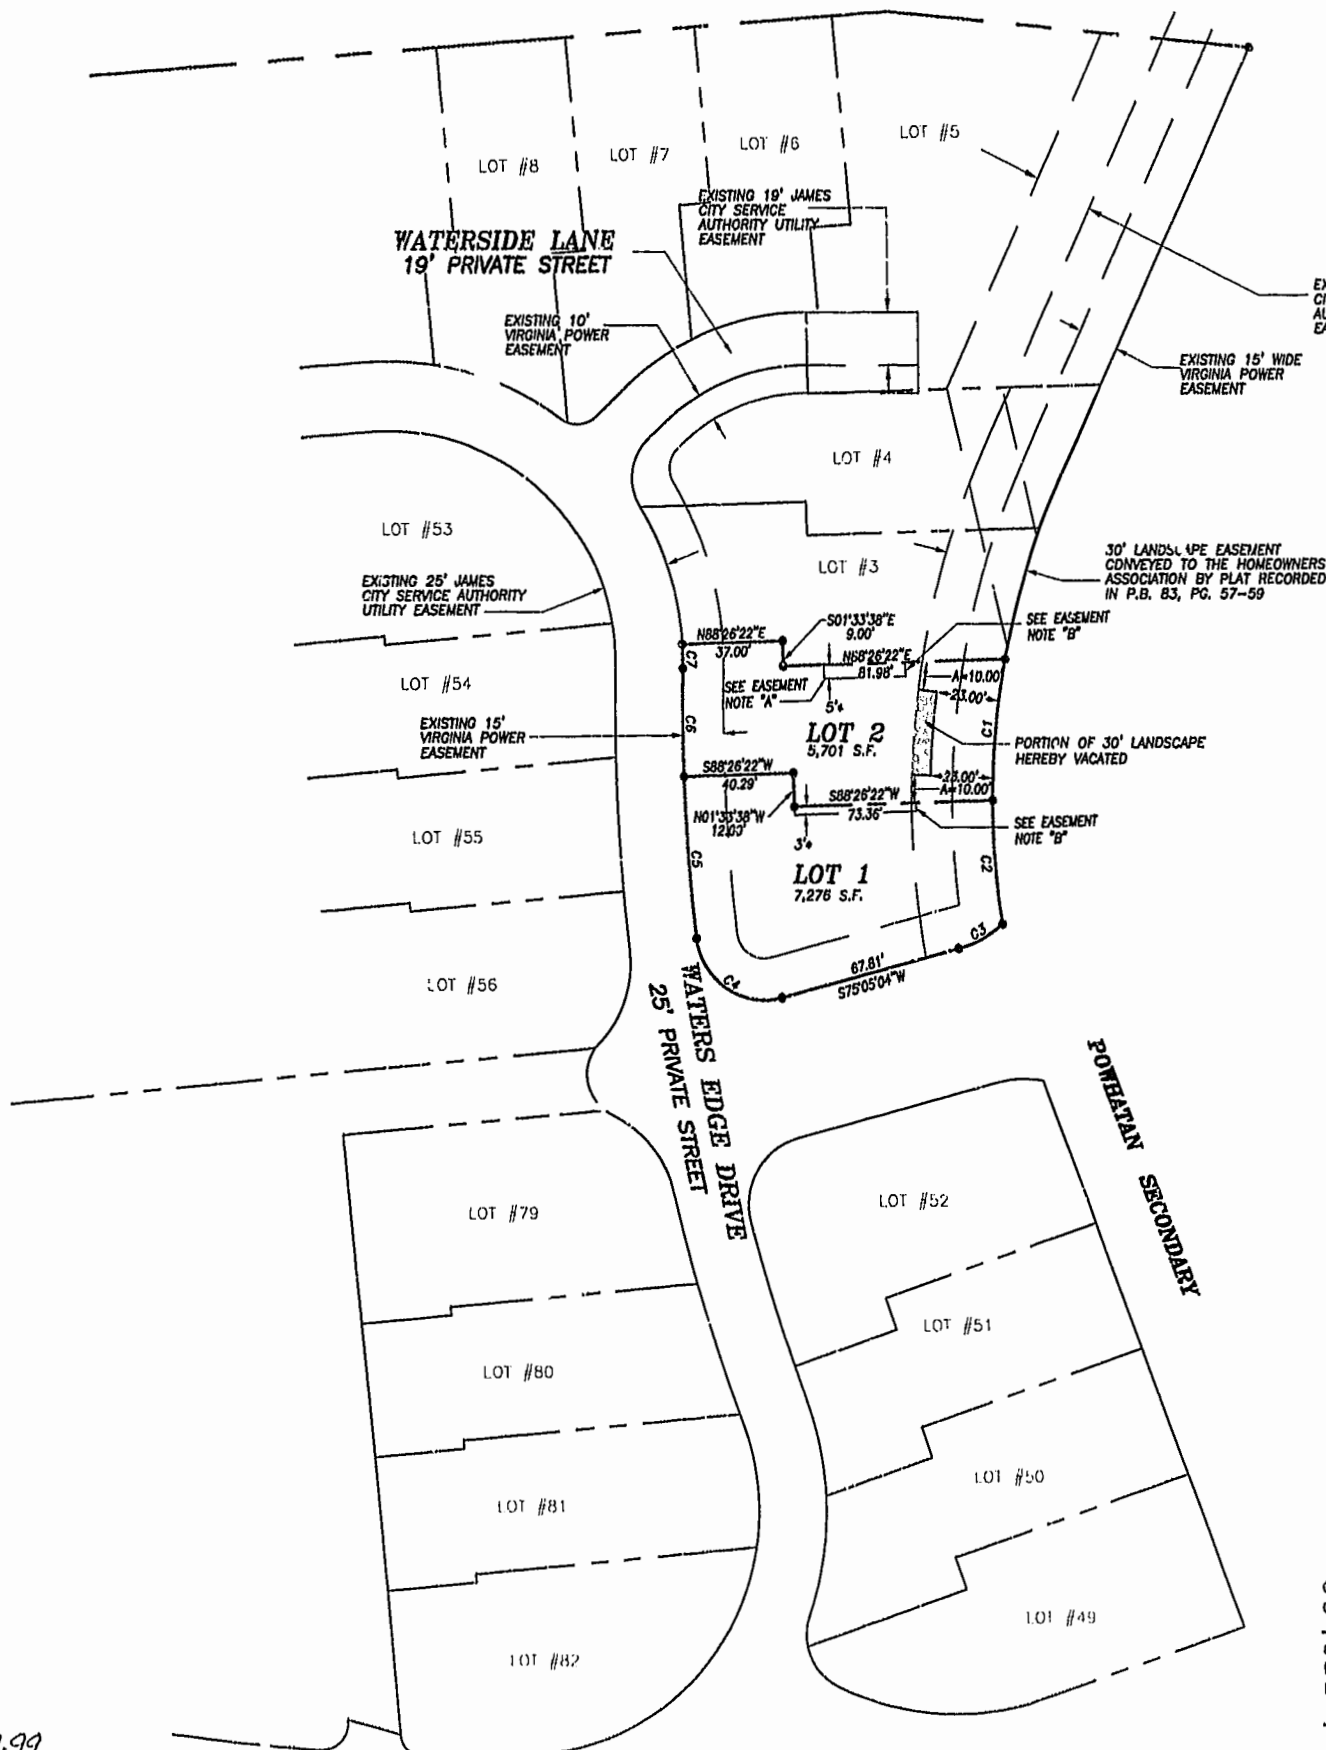 LOT #8
LOT #7
LOT #6
LOT #5
EXISTING 19' JAMES
CITY SERVICE
AUTHORITY UTILITY
EASEMENT
WATERSIDE LANE
19' PRIVATE STREET
EXISTING 10'
VIRGINIA POWER
EASEMENT
EXISTING 15' WIDE
VIRGINIA POWER
EASEMENT
LOT #4
LOT #53
LOT #3
30' LANDSCAPE EASEMENT
CONVEYED TO THE HOMEOWNERS
ASSOCIATION BY PLAT RECORDED
IN P.B. 83, PG. 57-59
EXISTING 25' JAMES
CITY SERVICE AUTHORITY
UTILITY EASEMENT
N88°26'22"E
37.00'
S01°33'38"E
9.00'
SEE EASEMENT
NOTE "B"
N88°26'22"E
81.98'
C7
A=10.00'
23.00'
LOT #54
SEE EASEMENT
NOTE "A"
5'±
C6
C1
EXISTING 15'
VIRGINIA POWER
EASEMENT
LOT 2
5,701 S.F.
PORTION OF 30' LANDSCAPE
HEREBY VACATED
S88°26'22"W
40.29'
23.00'
A=10.00'
S88°26'22"W
73.36'
N01°33'38"W
12.00'
SEE EASEMENT
NOTE "B"
LOT #55
3'±
C5
C2
LOT 1
7,276 S.F.
C3
67.81'
S75°05'04"W
C4
LOT #56
WATERS EDGE DRIVE
25' PRIVATE STREET
POWHATAN SECONDARY
LOT #79
LOT #52
LOT #51
LOT #80
LOT #50
LOT #81
LOT #49
LOT #82